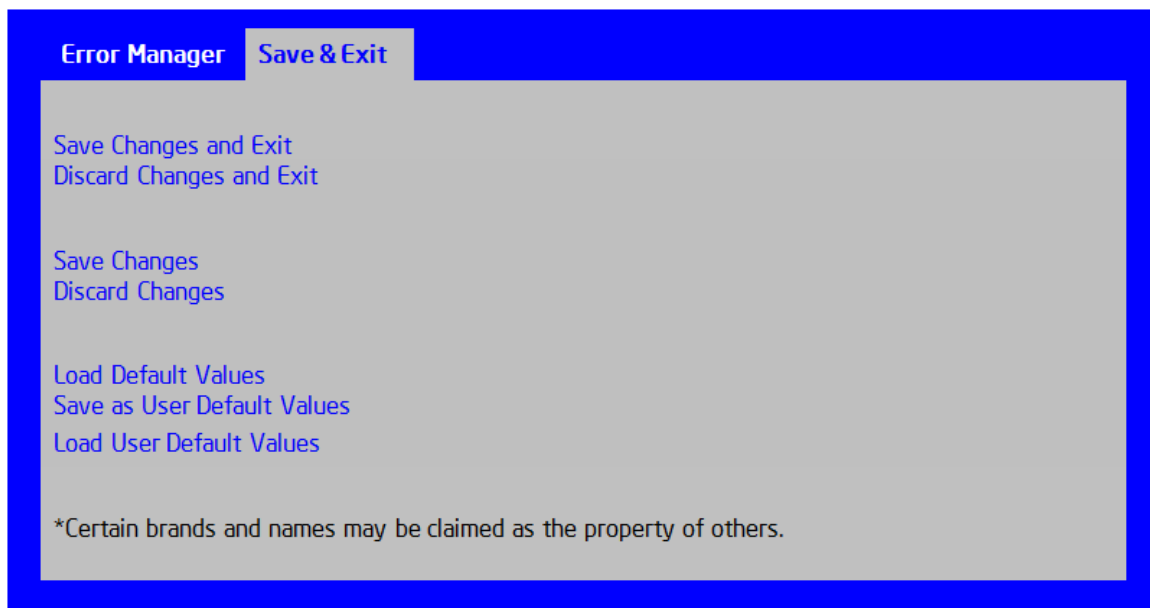 Error Manager Save & Exit
Save Changes and Exit
Discard Changes and Exit
Save Changes
Discard Changes
Load Default Values
Save as User Default Values
Load User Default Values
*Certain brands and names may be claimed as the property of others.